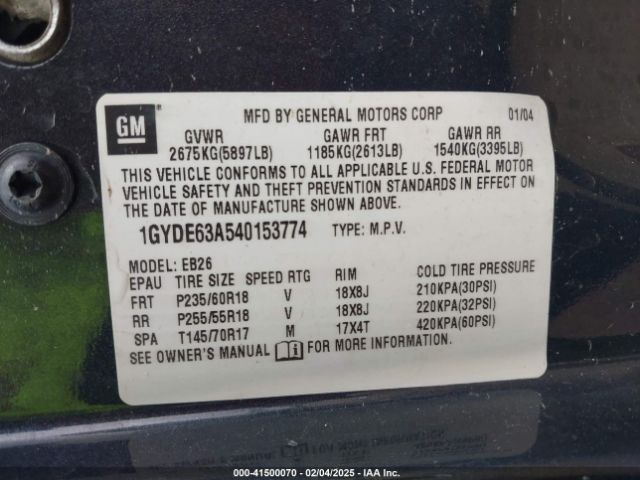 GM
MFD BY GENERAL MOTORS CORP 01/04
GVWR GAWR FRT GAWR RR
2675KG(5897LB) 1185KG(2613LB) 1540KG(3395LB)
THIS VEHICLE CONFORMS TO ALL APPLICABLE U.S. FEDERAL MOTOR
VEHICLE SAFETY AND THEFT PREVENTION STANDARDS IN EFFECT ON
THE DATE OF MANUFACTURE SHOWN ABOVE.
1GYDE63A540153774 TYPE: M.P.V.
MODEL: EB26
EPAU TIRE SIZE SPEED RTG RIM COLD TIRE PRESSURE
FRT P235/60R18 V 18X8J 210KPA(30PSI)
RR P255/55R18 V 18X8J 220KPA(32PSI)
SPA T145/70R17 M 17X4T 420KPA(60PSI)
SEE OWNER'S MANUAL FOR MORE INFORMATION.
000-41500070 - 02/04/2025 - IAA Inc.